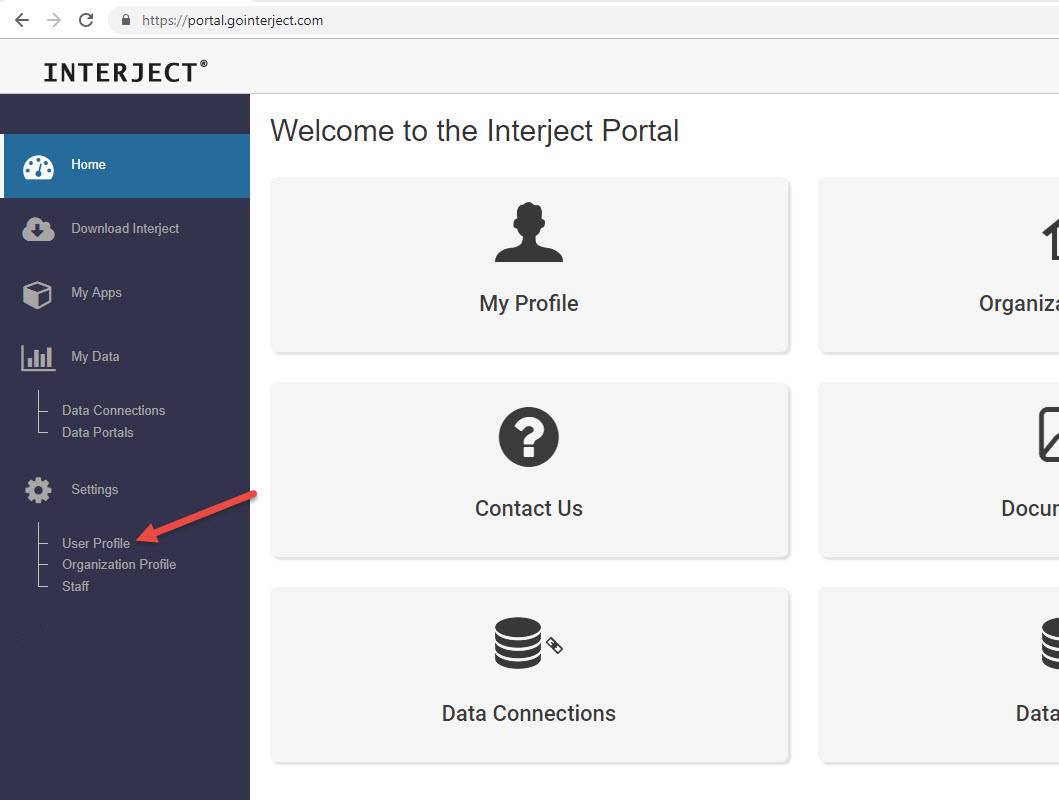 https://portal.gointerject.com
INTERJECT®
Home
Download Interject
My Apps
My Data
Data Connections
Data Portals
Settings
User Profile
Organization Profile
Staff
Welcome to the Interject Portal
My Profile
Organiza
Contact Us
Docum
Data Connections
Data